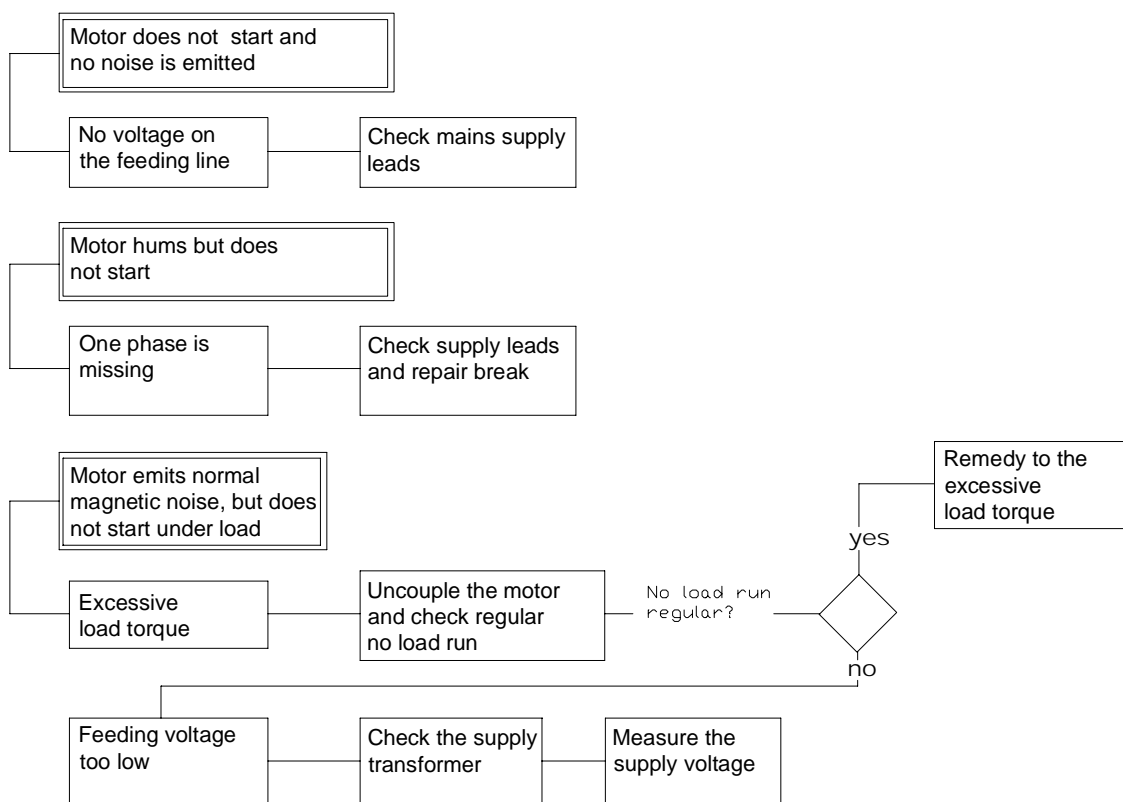 Motor does not start and
no noise is emitted
No voltage on
the feeding line
Check mains supply
leads
Motor hums but does
not start
One phase is
missing
Check supply leads
and repair break
Motor emits normal
magnetic noise, but does
not start under load
Excessive
load torque
Uncouple the motor
and check regular
no load run
No load run
regular?
yes
Remedy to the
excessive
load torque
no
Feeding voltage
too low
Check the supply
transformer
Measure the
supply voltage